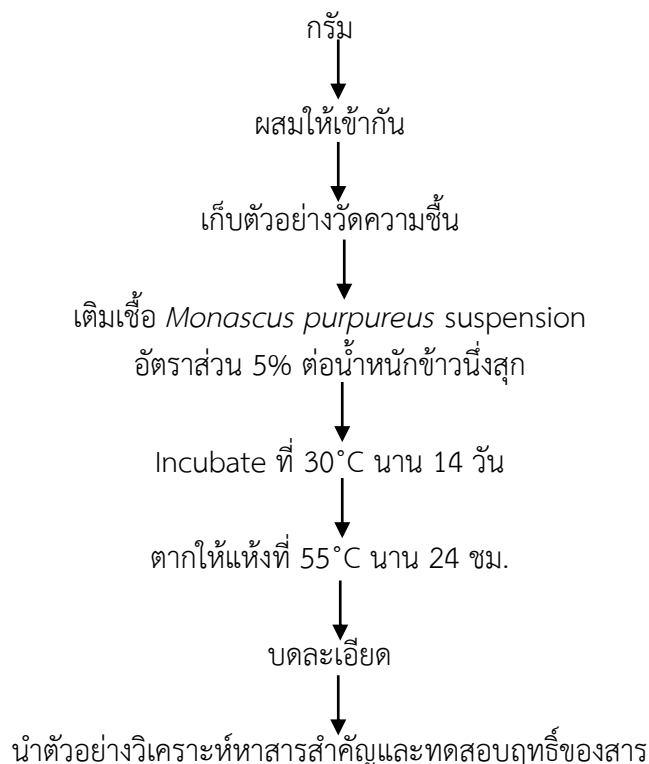 กรัม
ผสมให้เข้ากัน
เก็บตัวอย่างวัดความชื้น
เติมเชื้อ Monascus purpureus suspension
อัตราส่วน 5% ต่อน้ำหนักข้าวนึ่งสุก
Incubate ที่ 30°C นาน 14 วัน
ตากให้แห้งที่ 55°C นาน 24 ชม.
บดละเอียด
นำตัวอย่างวิเคราะห์หาสารสำคัญและทดสอบฤทธิ์ของสาร